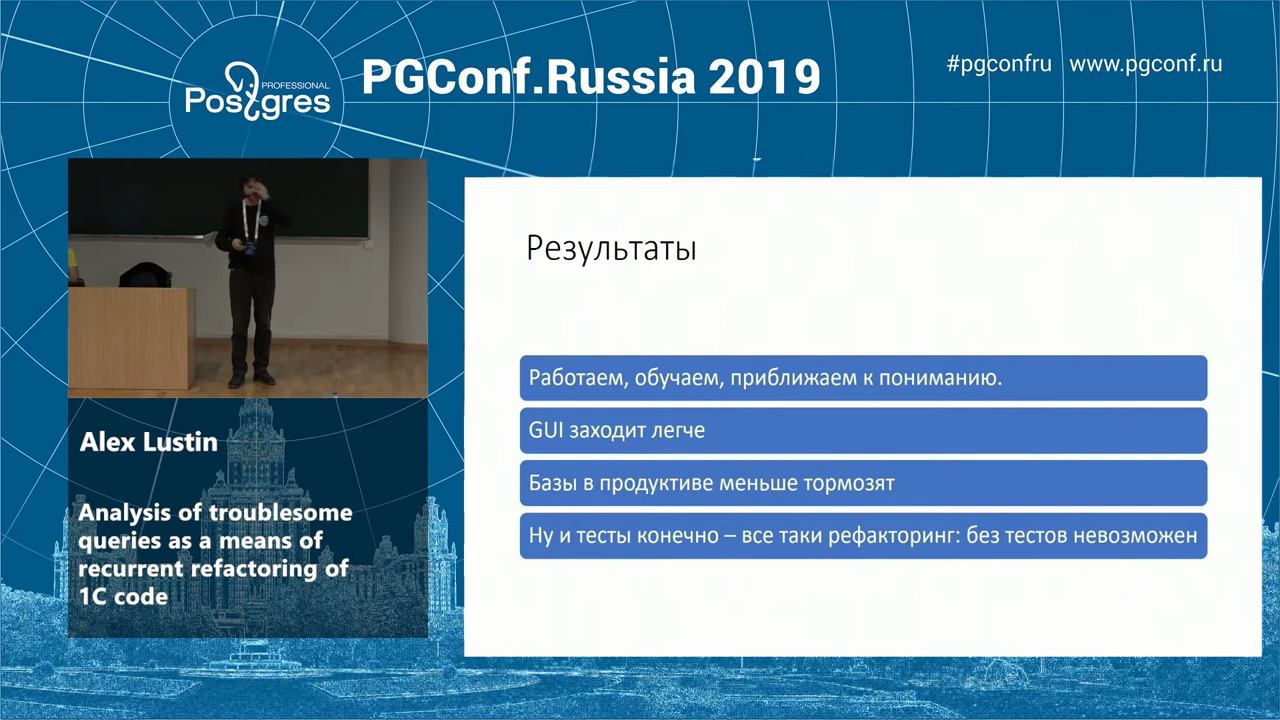 PROFESSIONAL
Postgres
PGConf.Russia 2019
#pgconfru www.pgconf.ru
Результаты
Работаем, обучаем, приближаем к пониманию.
GUI заходит легче
Базы в продуктиве меньше тормозят
Ну и тесты конечно – все таки рефакторинг: без тестов невозможен
Alex Lustin
Analysis of troublesome
queries as a means of
recurrent refactoring of
1C code